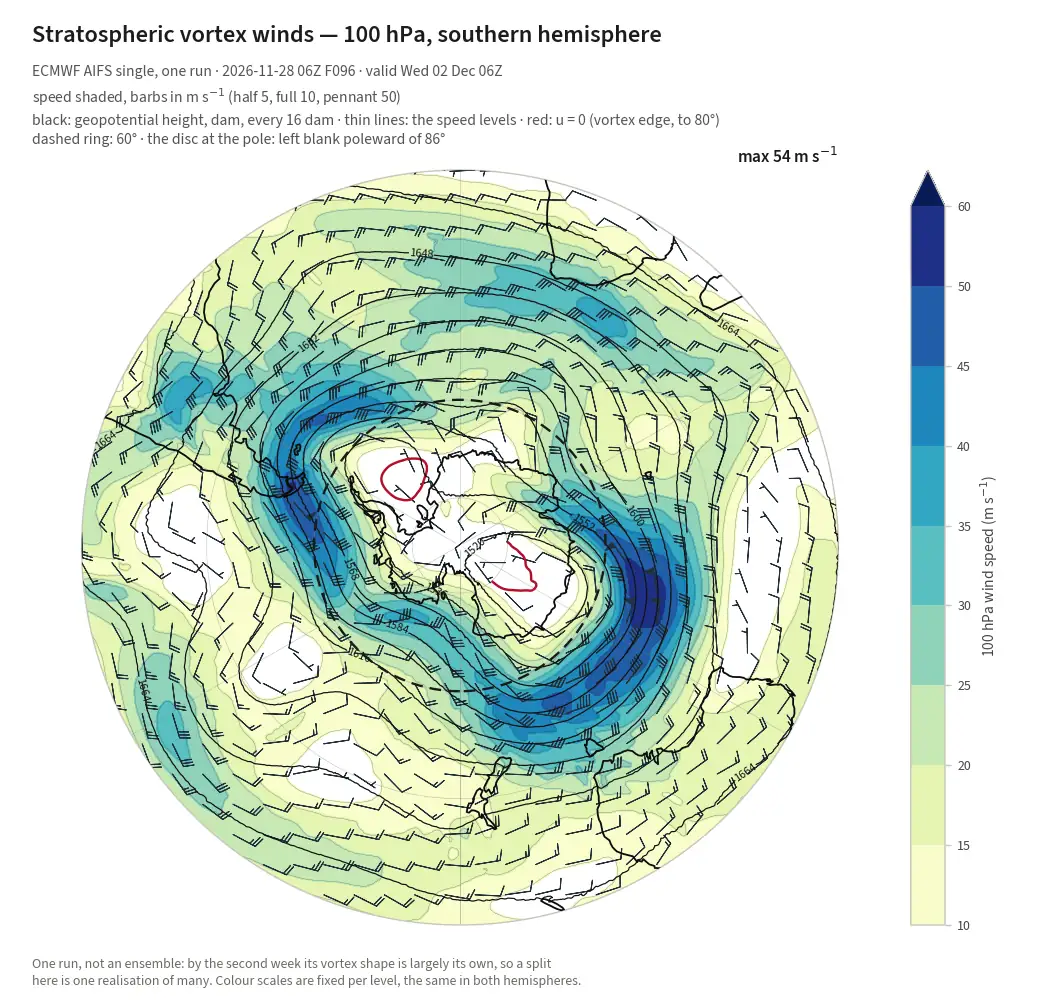 Stratospheric vortex winds — 100 hPa, southern hemisphere
ECMWF AIFS single, one run · 2026-11-28 06Z F096 · valid Wed 02 Dec 06Z
speed shaded, barbs in m s⁻¹ (half 5, full 10, pennant 50)
black: geopotential height, dam, every 16 dam · thin lines: the speed levels · red: u = 0 (vortex edge, to 80°)
dashed ring: 60° · the disc at the pole: left blank poleward of 86°
max 54 m s⁻¹
1648
1664
1664
1552
1600
1520
1568
1584
1616
1664
1664
60
50
45
40
35
30
25
20
15
10
100 hPa wind speed (m s⁻¹)
One run, not an ensemble: by the second week its vortex shape is largely its own, so a split
here is one realisation of many. Colour scales are fixed per level, the same in both hemispheres.